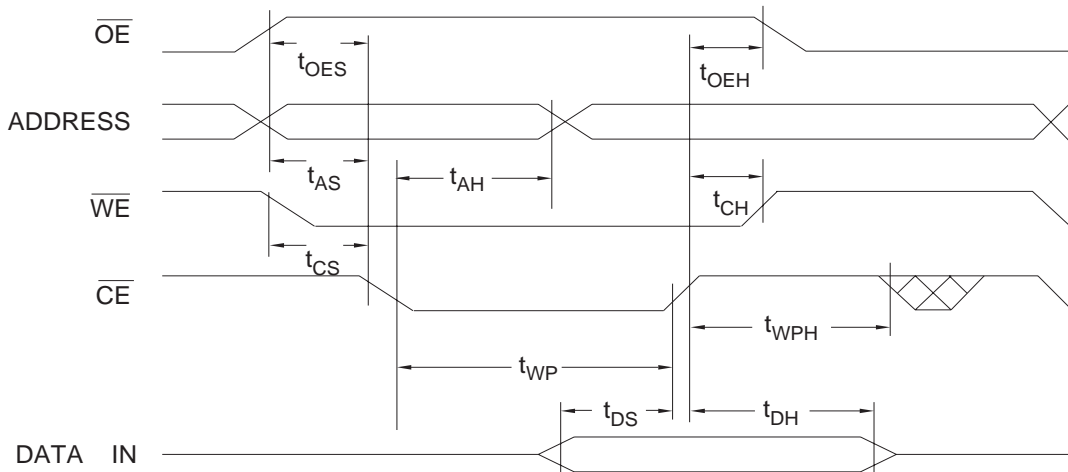 OE
tOES
tOEH
ADDRESS
tAS
tAH
WE
tCH
tCS
CE
tWPH
tWP
tDS
tDH
DATA IN